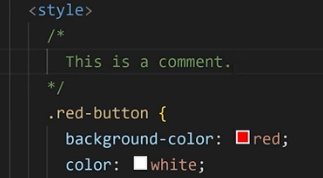 <style>
/*
This is a comment.
*/
.red-button {
background-color: red;
color: white;